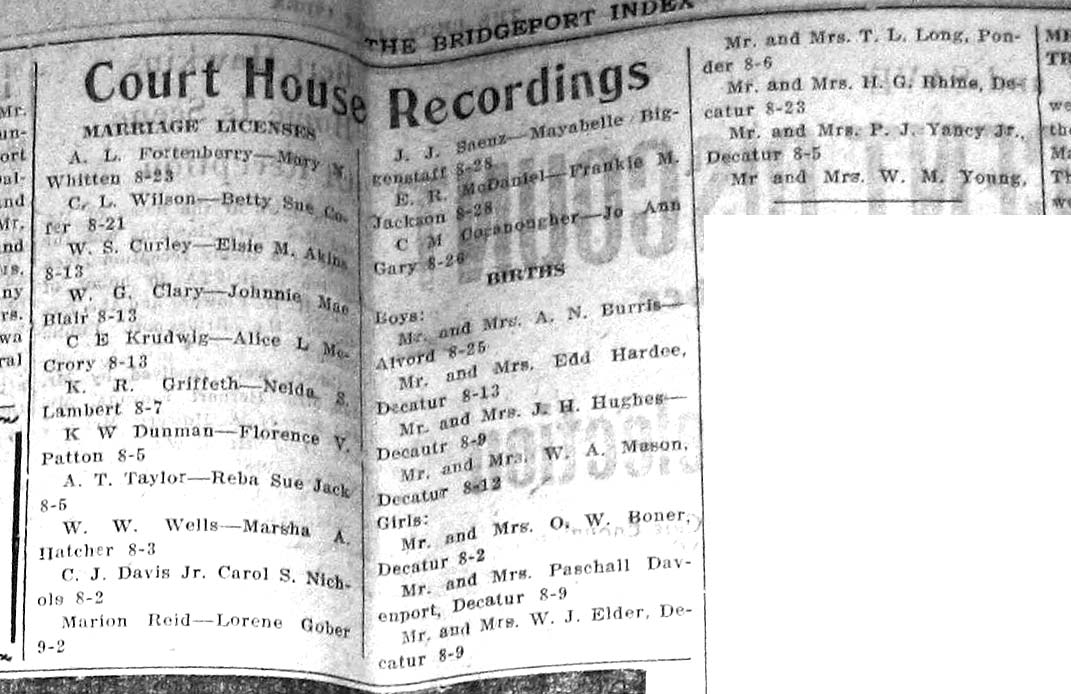 THE BRIDGEPORT INDEX
Court House Recordings
MARRIAGE LICENSES
A. L. Fortenberry—Mary N.
Whitten 8-23
C. L. Wilson—Betty Sue Co-
fer 8-21
W. S. Curley—Elsie M. Akins
8-13
W. G. Clary—Johnnie Mae
Blair 8-13
C E Krudwig—Alice L Mc-
Crory 8-13
K. R. Griffeth—Nelda S.
Lambert 8-7
K W Dunman—Florence V.
Patton 8-5
A. T. Taylor—Reba Sue Jack
8-5
W. W. Wells—Marsha A.
Hatcher 8-3
C. J. Davis Jr. Carol S. Nich-
ols 8-2
Marion Reid—Lorene Gober
9-2
J. J. Saenz—Mayabelle Big-
genstaff 8-28
E. R. McDaniel—Frankie M.
Jackson 8-28
C M Jo Ann
Gary 8-26
BIRTHS
Boys:
Mr. and Mrs. A. N. Burris—
Alvord 8-25
Mr. and Mrs. Edd Hardee,
Decatur 8-13
Mr. and Mrs. J. H. Hughes—
Decautr 8-9
Mr. and Mrs. W. A. Mason,
Decatur 8-12
Girls:
Mr. and Mrs. O. W. Boner,
Decatur 8-2
Mr. and Mrs. Paschall Dav-
enport, Decatur 8-9
Mr. and Mrs. W. J. Elder, De-
catur 8-9
Mr. and Mrs. T. L. Long, Pon-
der 8-6
Mr. and Mrs. H. G. Rhine, De-
catur 8-23
Mr. and Mrs. P. J. Yancy Jr.,
Decatur 8-5
Mr and Mrs. W. M. Young,